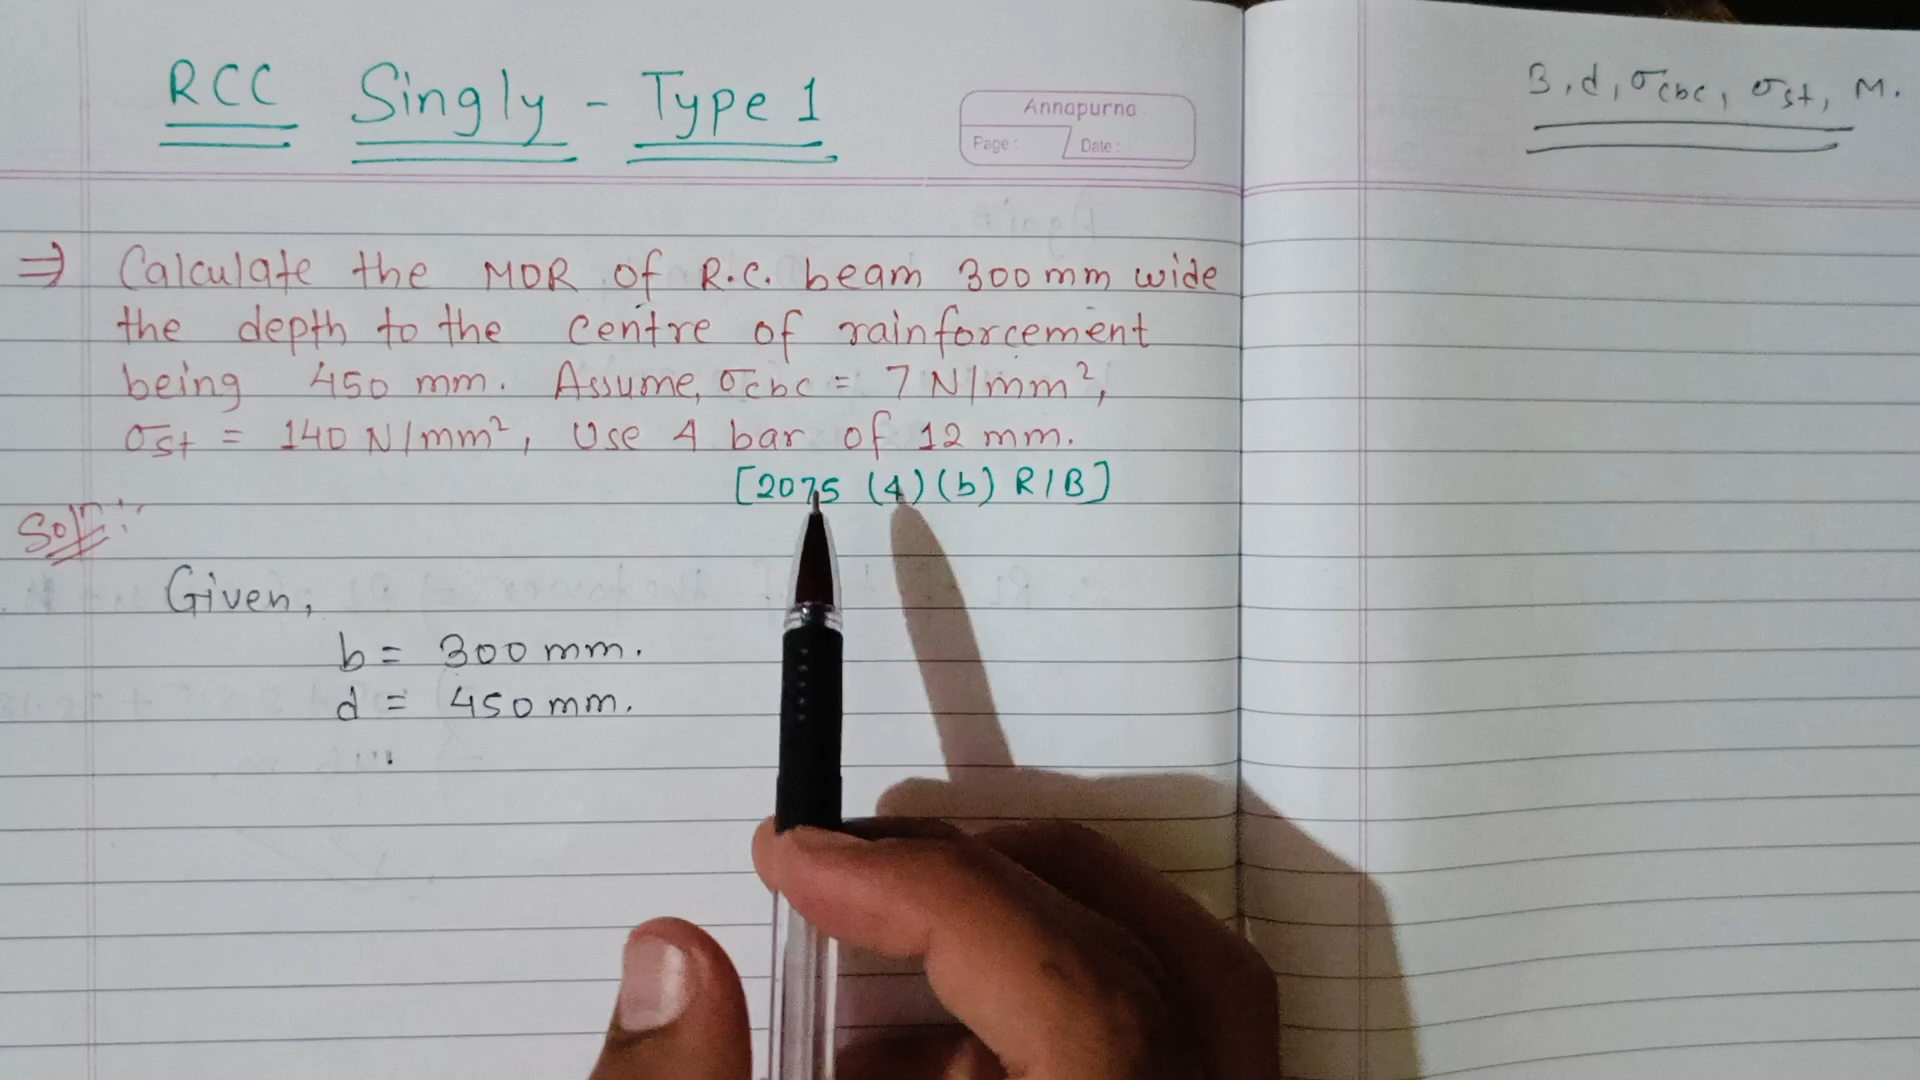 RCC Singly - Type 1
Annapurna
Page: Date:
B, d, σcbc, σst, M.
⇒ Calculate the MOR of R.C. beam 300 mm wide
the depth to the centre of rainforcement
being 450 mm. Assume, σcbc = 7 N/mm²,
σst = 140 N/mm², Use 4 bar of 12 mm.
[2075 (4)(b) R/B]
Solⁿ:
Given,
b = 300 mm.
d = 450 mm.